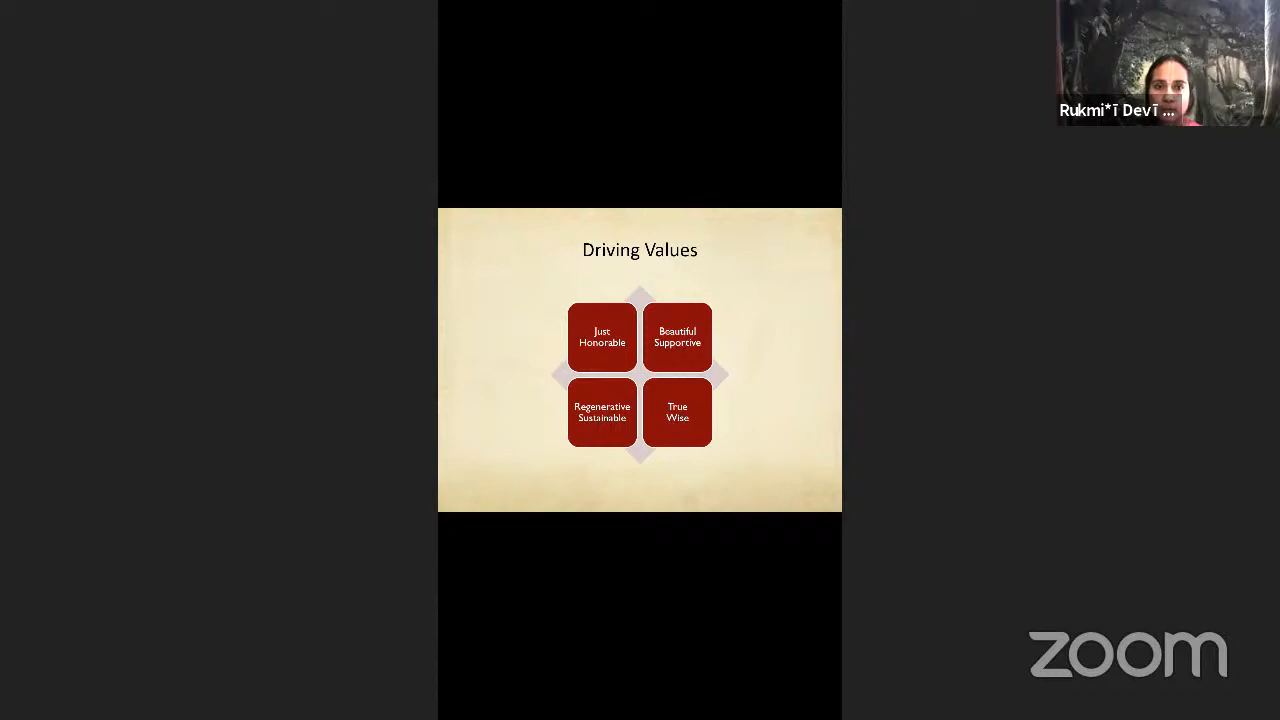 Rukmi*ī Devī ...
Driving Values
Just
Honorable
Beautiful
Supportive
Regenerative
Sustainable
True
Wise
zoom